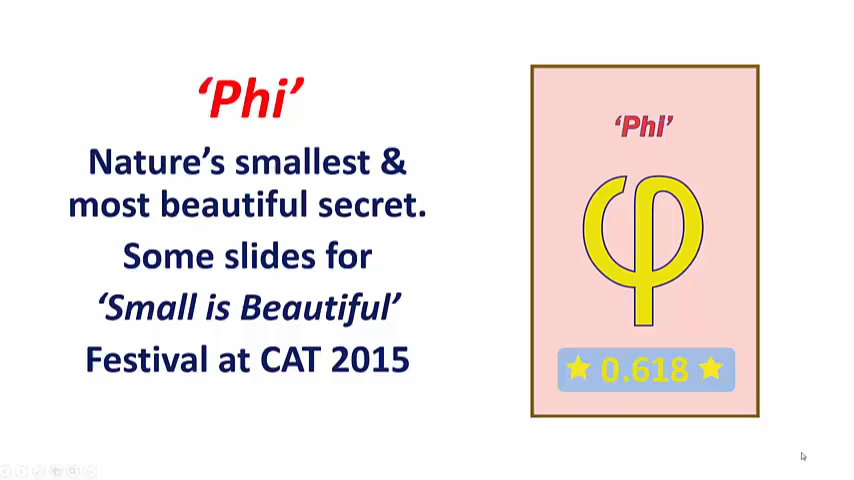 ‘Phi’
Nature’s smallest &
most beautiful secret.
Some slides for
‘Small is Beautiful’
Festival at CAT 2015
‘Phi’
φ
★ 0.618 ★